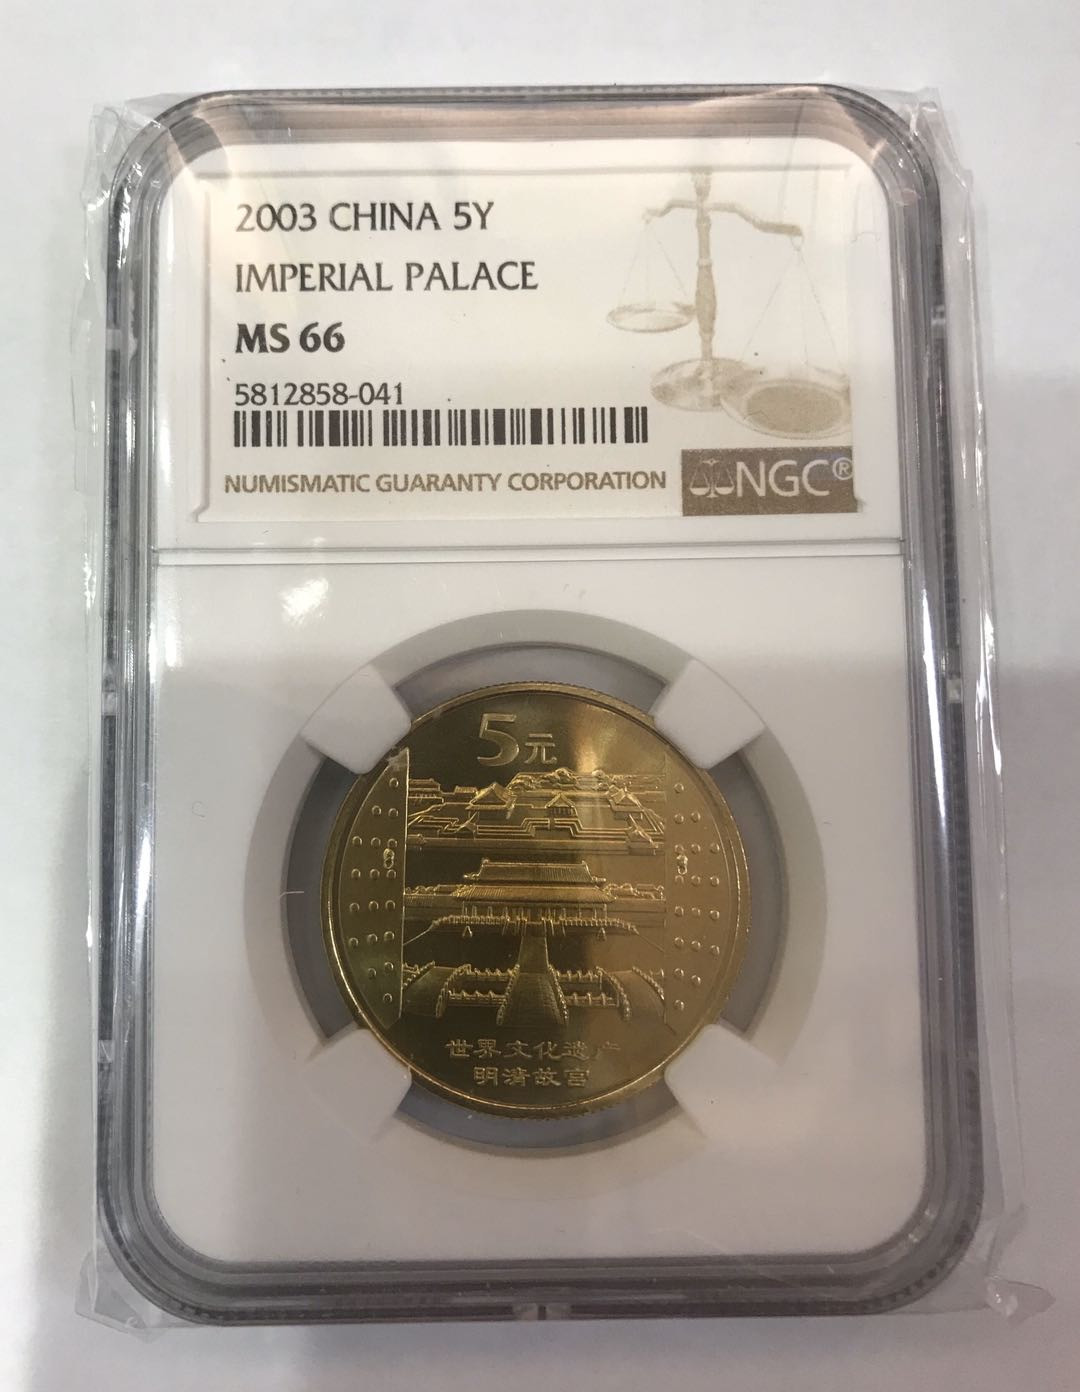 2003 CHINA 5Y
IMPERIAL PALACE
MS 66
5812858-041
NUMISMATIC GUARANTY CORPORATION
NGC®
5元
世界文化遗产
明清故宫